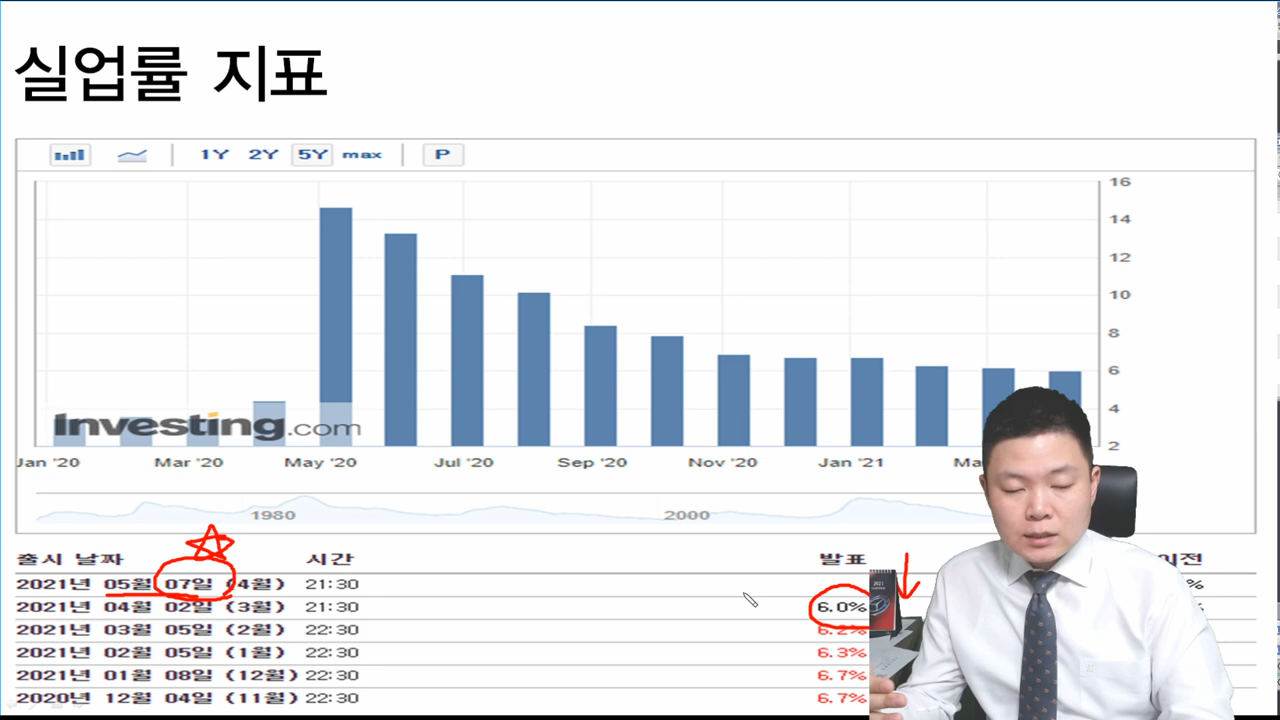 실업률 지표
1Y 2Y 5Y max P
16
14
12
10
8
6
4
2
Investing.com
Jan '20 Mar '20 May '20 Jul '20 Sep '20 Nov '20 Jan '21 Ma
1980 2000
출시 날짜 시간 발표 이전
2021년 05월 07일 (4월) 21:30 %
2021년 04월 02일 (3월) 21:30 6.0%
2021년 03월 05일 (2월) 22:30 6.2%
2021년 02월 05일 (1월) 22:30 6.3%
2021년 01월 08일 (12월) 22:30 6.7%
2020년 12월 04일 (11월) 22:30 6.7%
2021